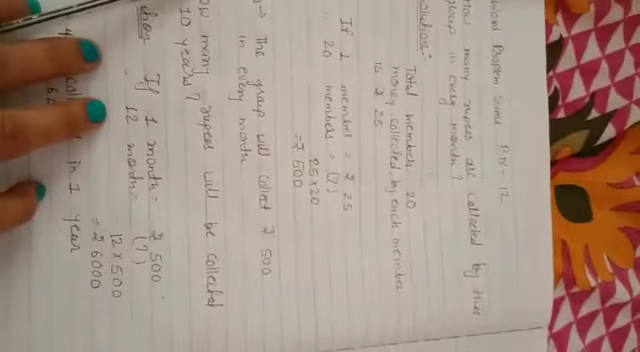 Word Problem Sums P.N - 12
How many rupees are collected by this
group in every month?
Solution:-
Total members 20
money collected by each member
is ₹ 25
If 1 member = ₹ 25
20 members = (?)
25 × 20
= ₹ 500
→ The group will collect ₹ 500
in every month.
How many rupees will be collected
10 years?
If 1 month = ₹ 500
12 month = (?)
12 × 500
= ₹ 6000
in 1 year